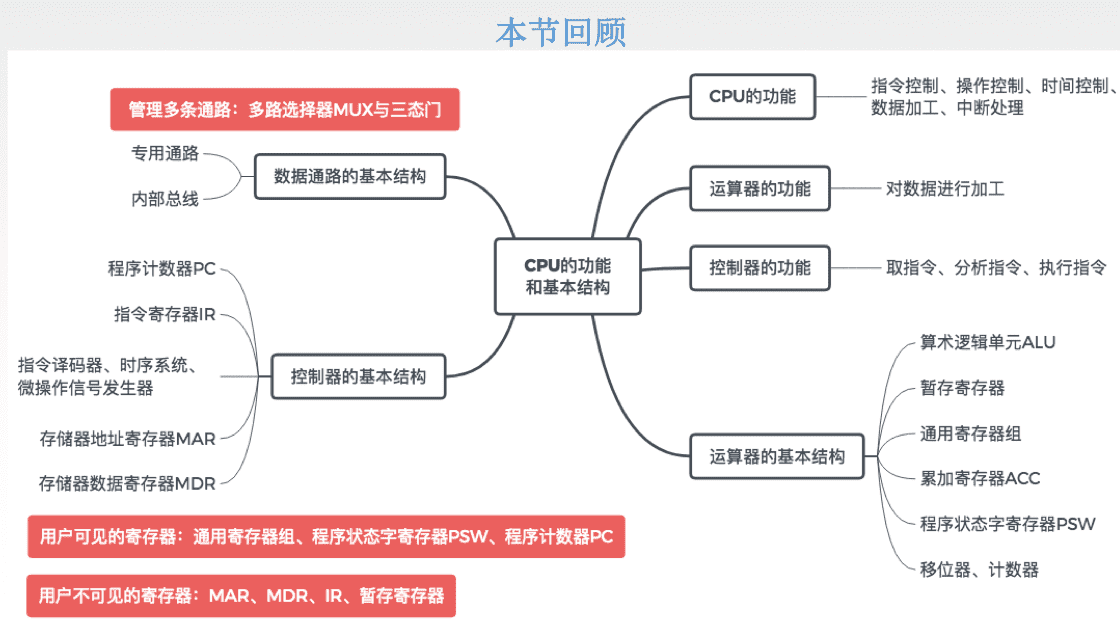 本节回顾
管理多条通路：多路选择器MUX与三态门
专用通路
内部总线
数据通路的基本结构
程序计数器PC
指令寄存器IR
指令译码器、时序系统、
微操作信号发生器
存储器地址寄存器MAR
存储器数据寄存器MDR
控制器的基本结构
CPU的功能
和基本结构
CPU的功能
指令控制、操作控制、时间控制、
数据加工、中断处理
运算器的功能
对数据进行加工
控制器的功能
取指令、分析指令、执行指令
运算器的基本结构
算术逻辑单元ALU
暂存寄存器
通用寄存器组
累加寄存器ACC
程序状态字寄存器PSW
移位器、计数器
用户可见的寄存器：通用寄存器组、程序状态字寄存器PSW、程序计数器PC
用户不可见的寄存器：MAR、MDR、IR、暂存寄存器